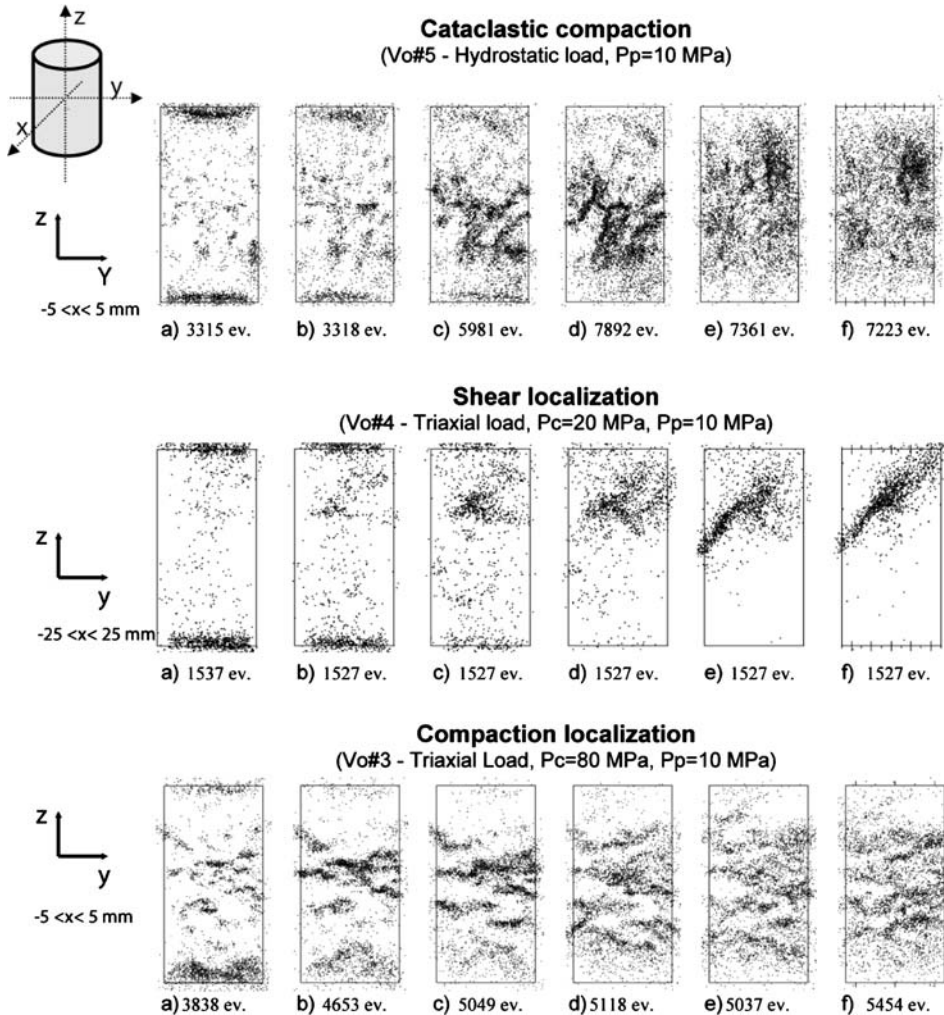 z
y
x
Cataclastic compaction
(Vo#5 - Hydrostatic load, Pp=10 MPa)
z
Y
-5 <x< 5 mm
a) 3315 ev. b) 3318 ev. c) 5981 ev. d) 7892 ev. e) 7361 ev. f) 7223 ev.
Shear localization
(Vo#4 - Triaxial load, Pc=20 MPa, Pp=10 MPa)
z
y
-25 <x< 25 mm
a) 1537 ev. b) 1527 ev. c) 1527 ev. d) 1527 ev. e) 1527 ev. f) 1527 ev.
Compaction localization
(Vo#3 - Triaxial Load, Pc=80 MPa, Pp=10 MPa)
z
y
-5 <x< 5 mm
a) 3838 ev. b) 4653 ev. c) 5049 ev. d) 5118 ev. e) 5037 ev. f) 5454 ev.